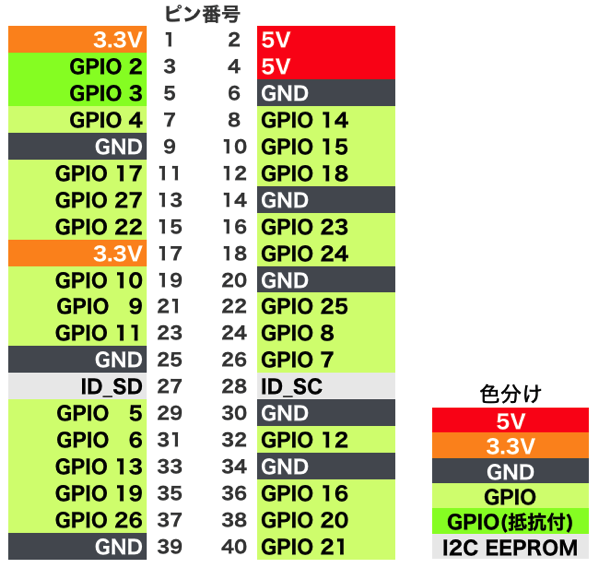 ピン番号
3.3V 1 2 5V
GPIO 2 3 4 5V
GPIO 3 5 6 GND
GPIO 4 7 8 GPIO 14
GND 9 10 GPIO 15
GPIO 17 11 12 GPIO 18
GPIO 27 13 14 GND
GPIO 22 15 16 GPIO 23
3.3V 17 18 GPIO 24
GPIO 10 19 20 GND
GPIO 9 21 22 GPIO 25
GPIO 11 23 24 GPIO 8
GND 25 26 GPIO 7
ID_SD 27 28 ID_SC
GPIO 5 29 30 GND
GPIO 6 31 32 GPIO 12
GPIO 13 33 34 GND
GPIO 19 35 36 GPIO 16
GPIO 26 37 38 GPIO 20
GND 39 40 GPIO 21
色分け
5V
3.3V
GND
GPIO
GPIO(抵抗付)
I2C EEPROM